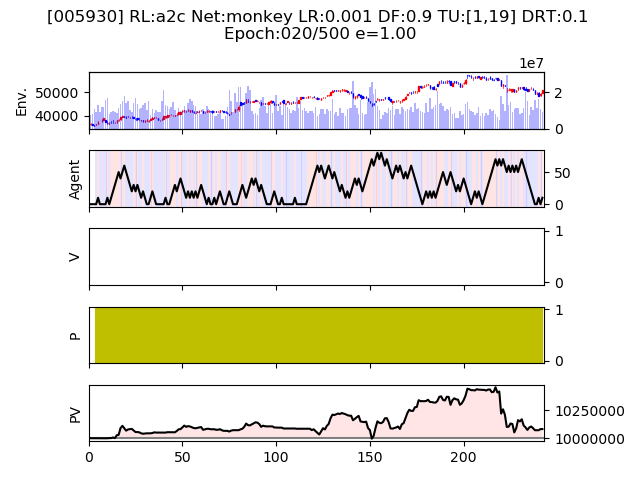 [005930] RL:a2c Net:monkey LR:0.001 DF:0.9 TU:[1,19] DRT:0.1
Epoch:020/500 e=1.00
1e7
Env.
50000
40000
2
0
Agent
50
0
V
1
0
P
1
0
PV
10250000
10000000
0 50 100 150 200